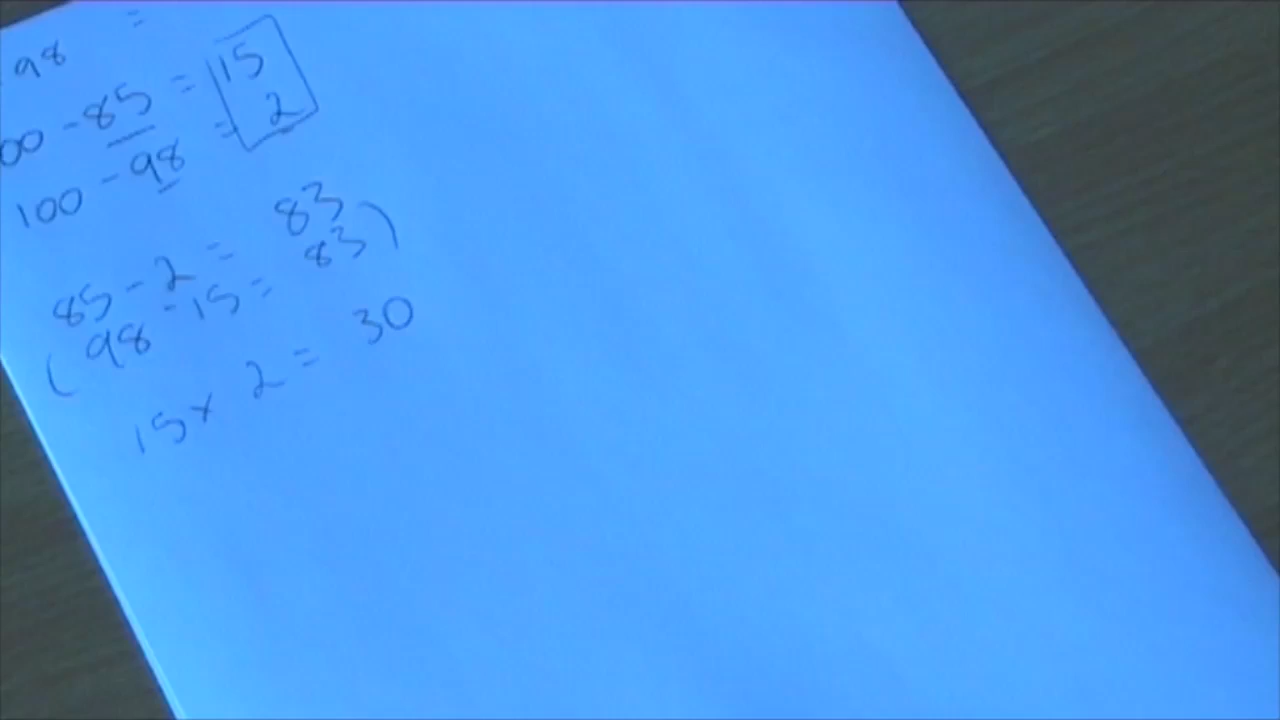 98 =
00 - 85 = 15
100 - 98 = 2
85 - 2 = 83
(98 - 15 = 83)
15 x 2 = 30